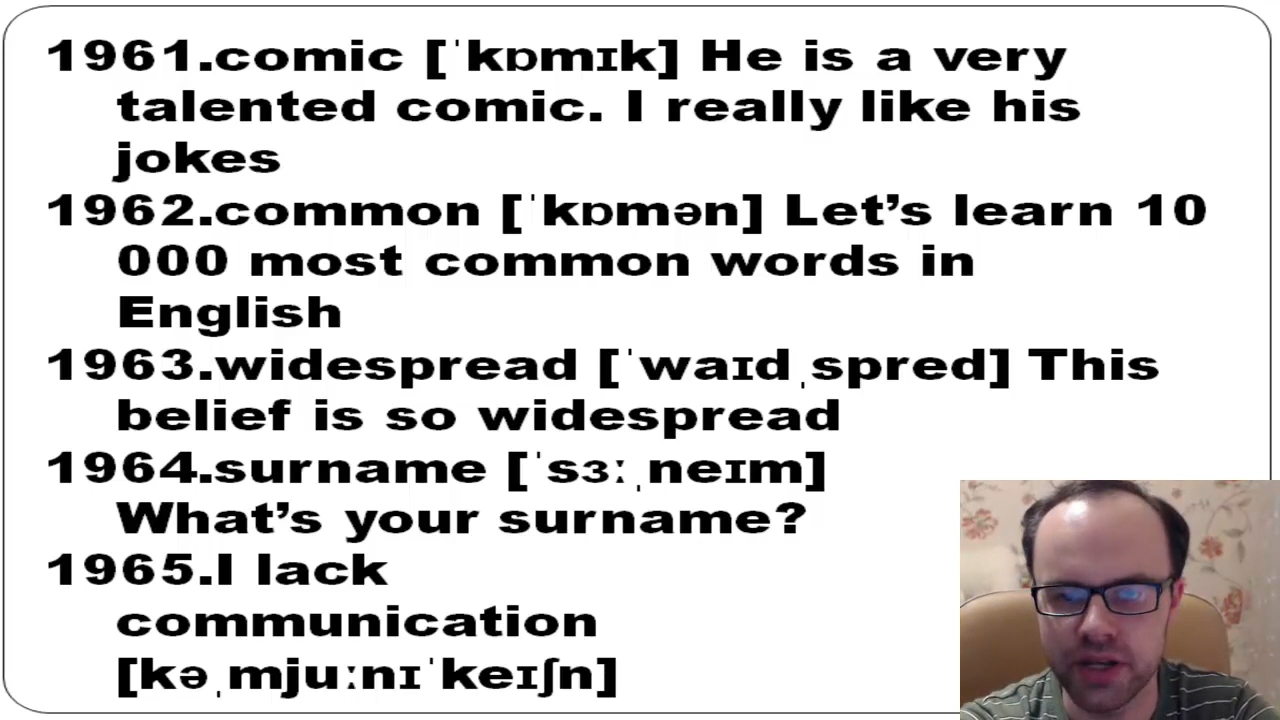 1961.comic [ˈkɒmɪk] He is a very
talented comic. I really like his
jokes
1962.common [ˈkɒmən] Let’s learn 10
000 most common words in
English
1963.widespread [ˈwaɪdˌspred] This
belief is so widespread
1964.surname [ˈsɜːˌneɪm]
What’s your surname?
1965.I lack
communication
[kəˌmjuːnɪˈkeɪʃn]